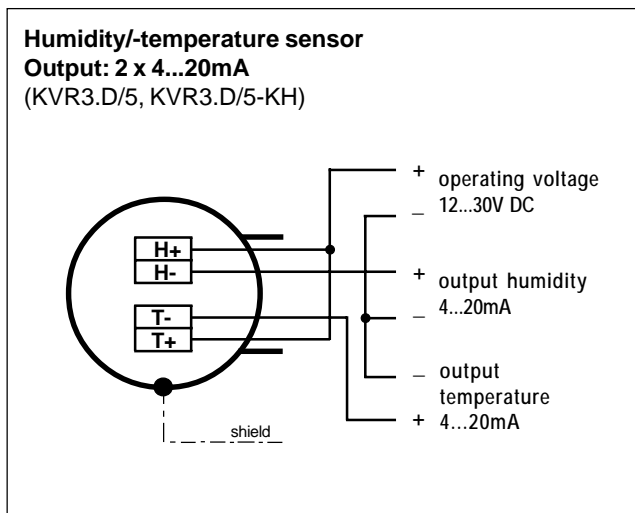 Humidity/-temperature sensor
Output: 2 x 4...20mA
(KVR3.D/5, KVR3.D/5-KH)
+ operating voltage
– 12...30V DC
H+
H-
+ output humidity
– 4...20mA
T-
T+
– output
temperature
+ 4...20mA
shield